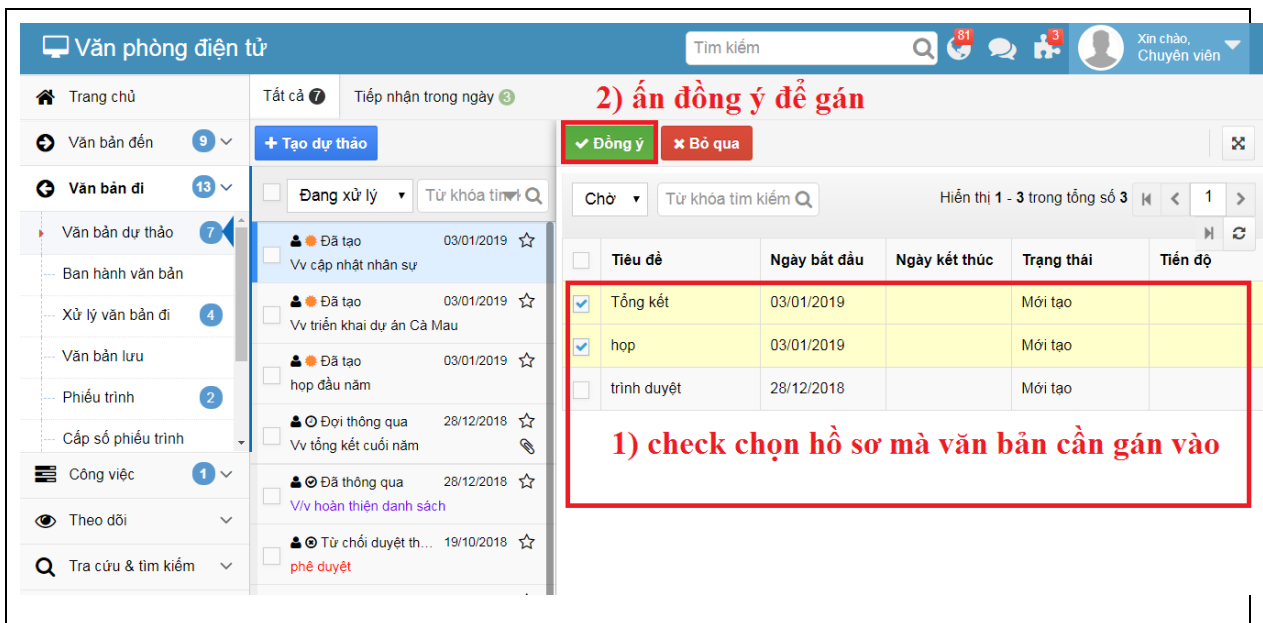 Văn phòng điện tử
Tìm kiếm
81
3
Xin chào,
Chuyên viên
Trang chủ
Văn bản đến 9
Văn bản đi 13
Văn bản dự thảo 7
Ban hành văn bản
Xử lý văn bản đi 4
Văn bản lưu
Phiếu trình 2
Cấp số phiếu trình
Công việc 1
Theo dõi
Tra cứu & tìm kiếm
Tất cả 7 Tiếp nhận trong ngày 3
+ Tạo dự thảo
Đang xử lý Từ khóa tìm
Đã tạo 03/01/2019
Vv cập nhật nhân sự
Đã tạo 03/01/2019
Vv triển khai dự án Cà Mau
Đã tạo 03/01/2019
họp đầu năm
Đợi thông qua 28/12/2018
Vv tổng kết cuối năm
Đã thông qua 28/12/2018
V/v hoàn thiện danh sách
Từ chối duyệt th... 19/10/2018
phê duyệt
2) ấn đồng ý để gán
Đồng ý Bỏ qua
Chờ Từ khóa tìm kiếm Hiển thị 1 - 3 trong tổng số 3 1
Tiêu đề Ngày bắt đầu Ngày kết thúc Trạng thái Tiến độ
Tổng kết 03/01/2019 Mới tạo
họp 03/01/2019 Mới tạo
trình duyệt 28/12/2018 Mới tạo
1) check chọn hồ sơ mà văn bản cần gán vào